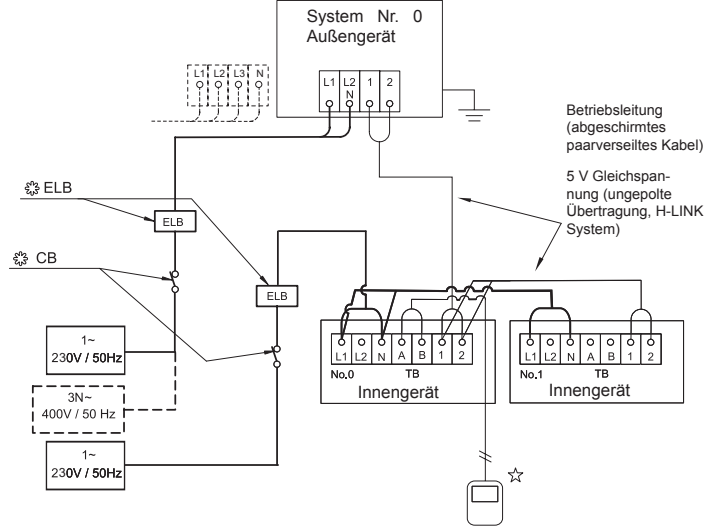 System Nr. 0
Außengerät
L1 L2 L3 N
L1 L2 N 1 2
Betriebsleitung
(abgeschirmtes
paarverseiltes Kabel)
5 V Gleichspan-
nung (ungepolte
Übertragung, H-LINK
System)
ELB
ELB
CB
ELB
1~
230V / 50Hz
3N~
400V / 50 Hz
1~
230V / 50Hz
L1 L2 N A B 1 2
No.0 TB
Innengerät
L1 L2 N A B 1 2
No.1 TB
Innengerät